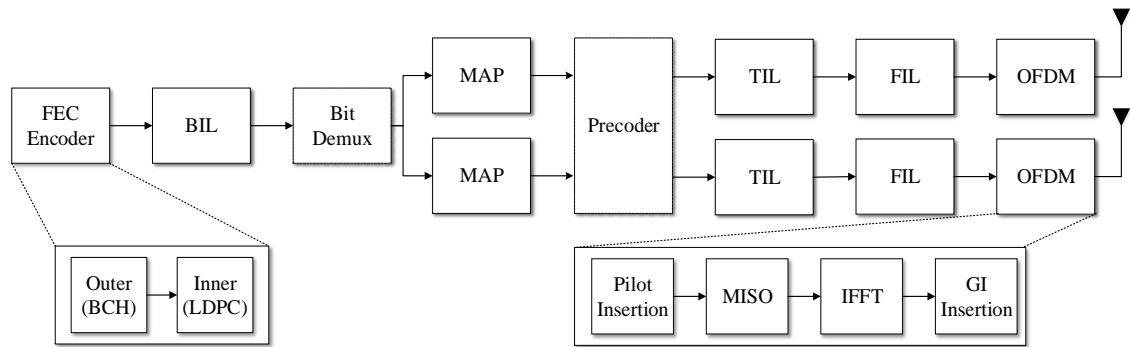 MAP
TIL
FIL
OFDM
FEC
Encoder
BIL
Bit
Demux
Precoder
MAP
TIL
FIL
OFDM
Outer
(BCH)
Inner
(LDPC)
Pilot
Insertion
MISO
IFFT
GI
Insertion